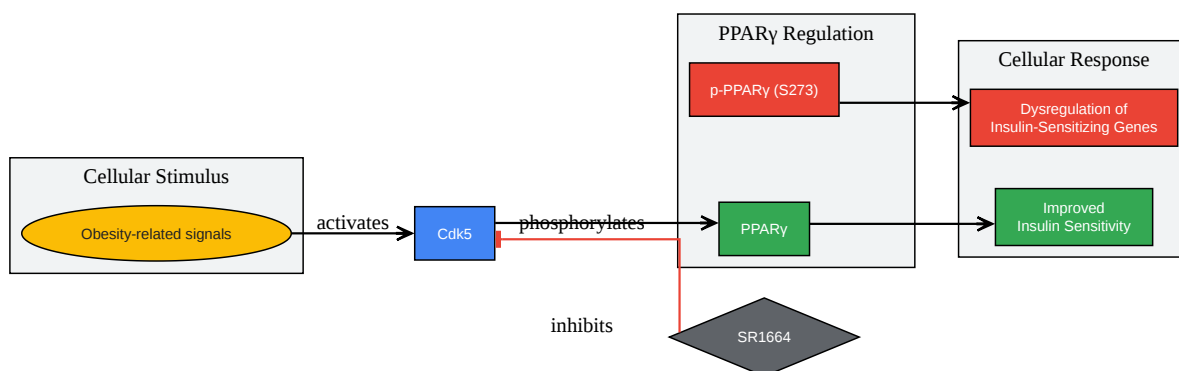 PPARγ Regulation
Cellular Response
p-PPARγ (S273)
Dysregulation of
Insulin-Sensitizing Genes
Cellular Stimulus
Obesity-related signals
activates
Cdk5
phosphorylates
PPARγ
Improved
Insulin Sensitivity
inhibits
SR1664